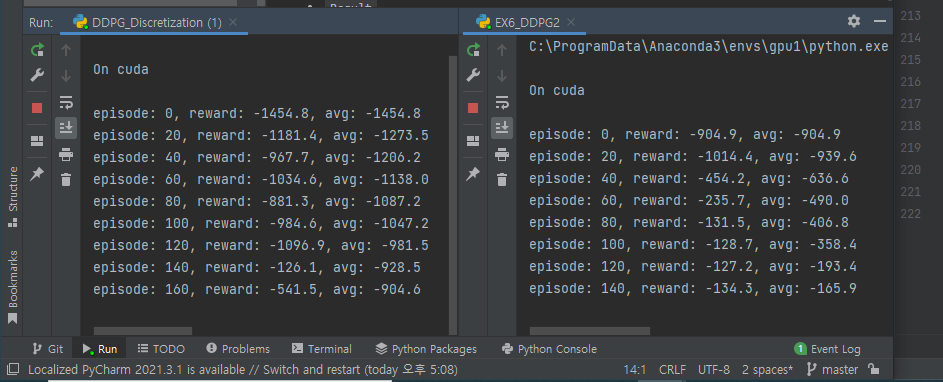 Result
Run:
DDPG_Discretization (1) ×
On cuda
episode: 0, reward: -1454.8, avg: -1454.8
episode: 20, reward: -1181.4, avg: -1273.5
episode: 40, reward: -967.7, avg: -1206.2
episode: 60, reward: -1034.6, avg: -1138.0
episode: 80, reward: -881.3, avg: -1087.2
episode: 100, reward: -984.6, avg: -1047.2
episode: 120, reward: -1096.9, avg: -981.5
episode: 140, reward: -126.1, avg: -928.5
episode: 160, reward: -541.5, avg: -904.6
EX6_DDPG2 ×
C:\ProgramData\Anaconda3\envs\gpu1\python.exe
On cuda
episode: 0, reward: -904.9, avg: -904.9
episode: 20, reward: -1014.4, avg: -939.6
episode: 40, reward: -454.2, avg: -636.6
episode: 60, reward: -235.7, avg: -490.0
episode: 80, reward: -131.5, avg: -406.8
episode: 100, reward: -128.7, avg: -358.4
episode: 120, reward: -127.2, avg: -193.4
episode: 140, reward: -134.3, avg: -165.9
213
214
215
216
217
218
219
220
221
222
Structure
Bookmarks
Git Run TODO Problems Terminal Python Packages Python Console 1 Event Log
Localized PyCharm 2021.3.1 is available // Switch and restart (today 오후 5:08) 14:1 CRLF UTF-8 2 spaces* master